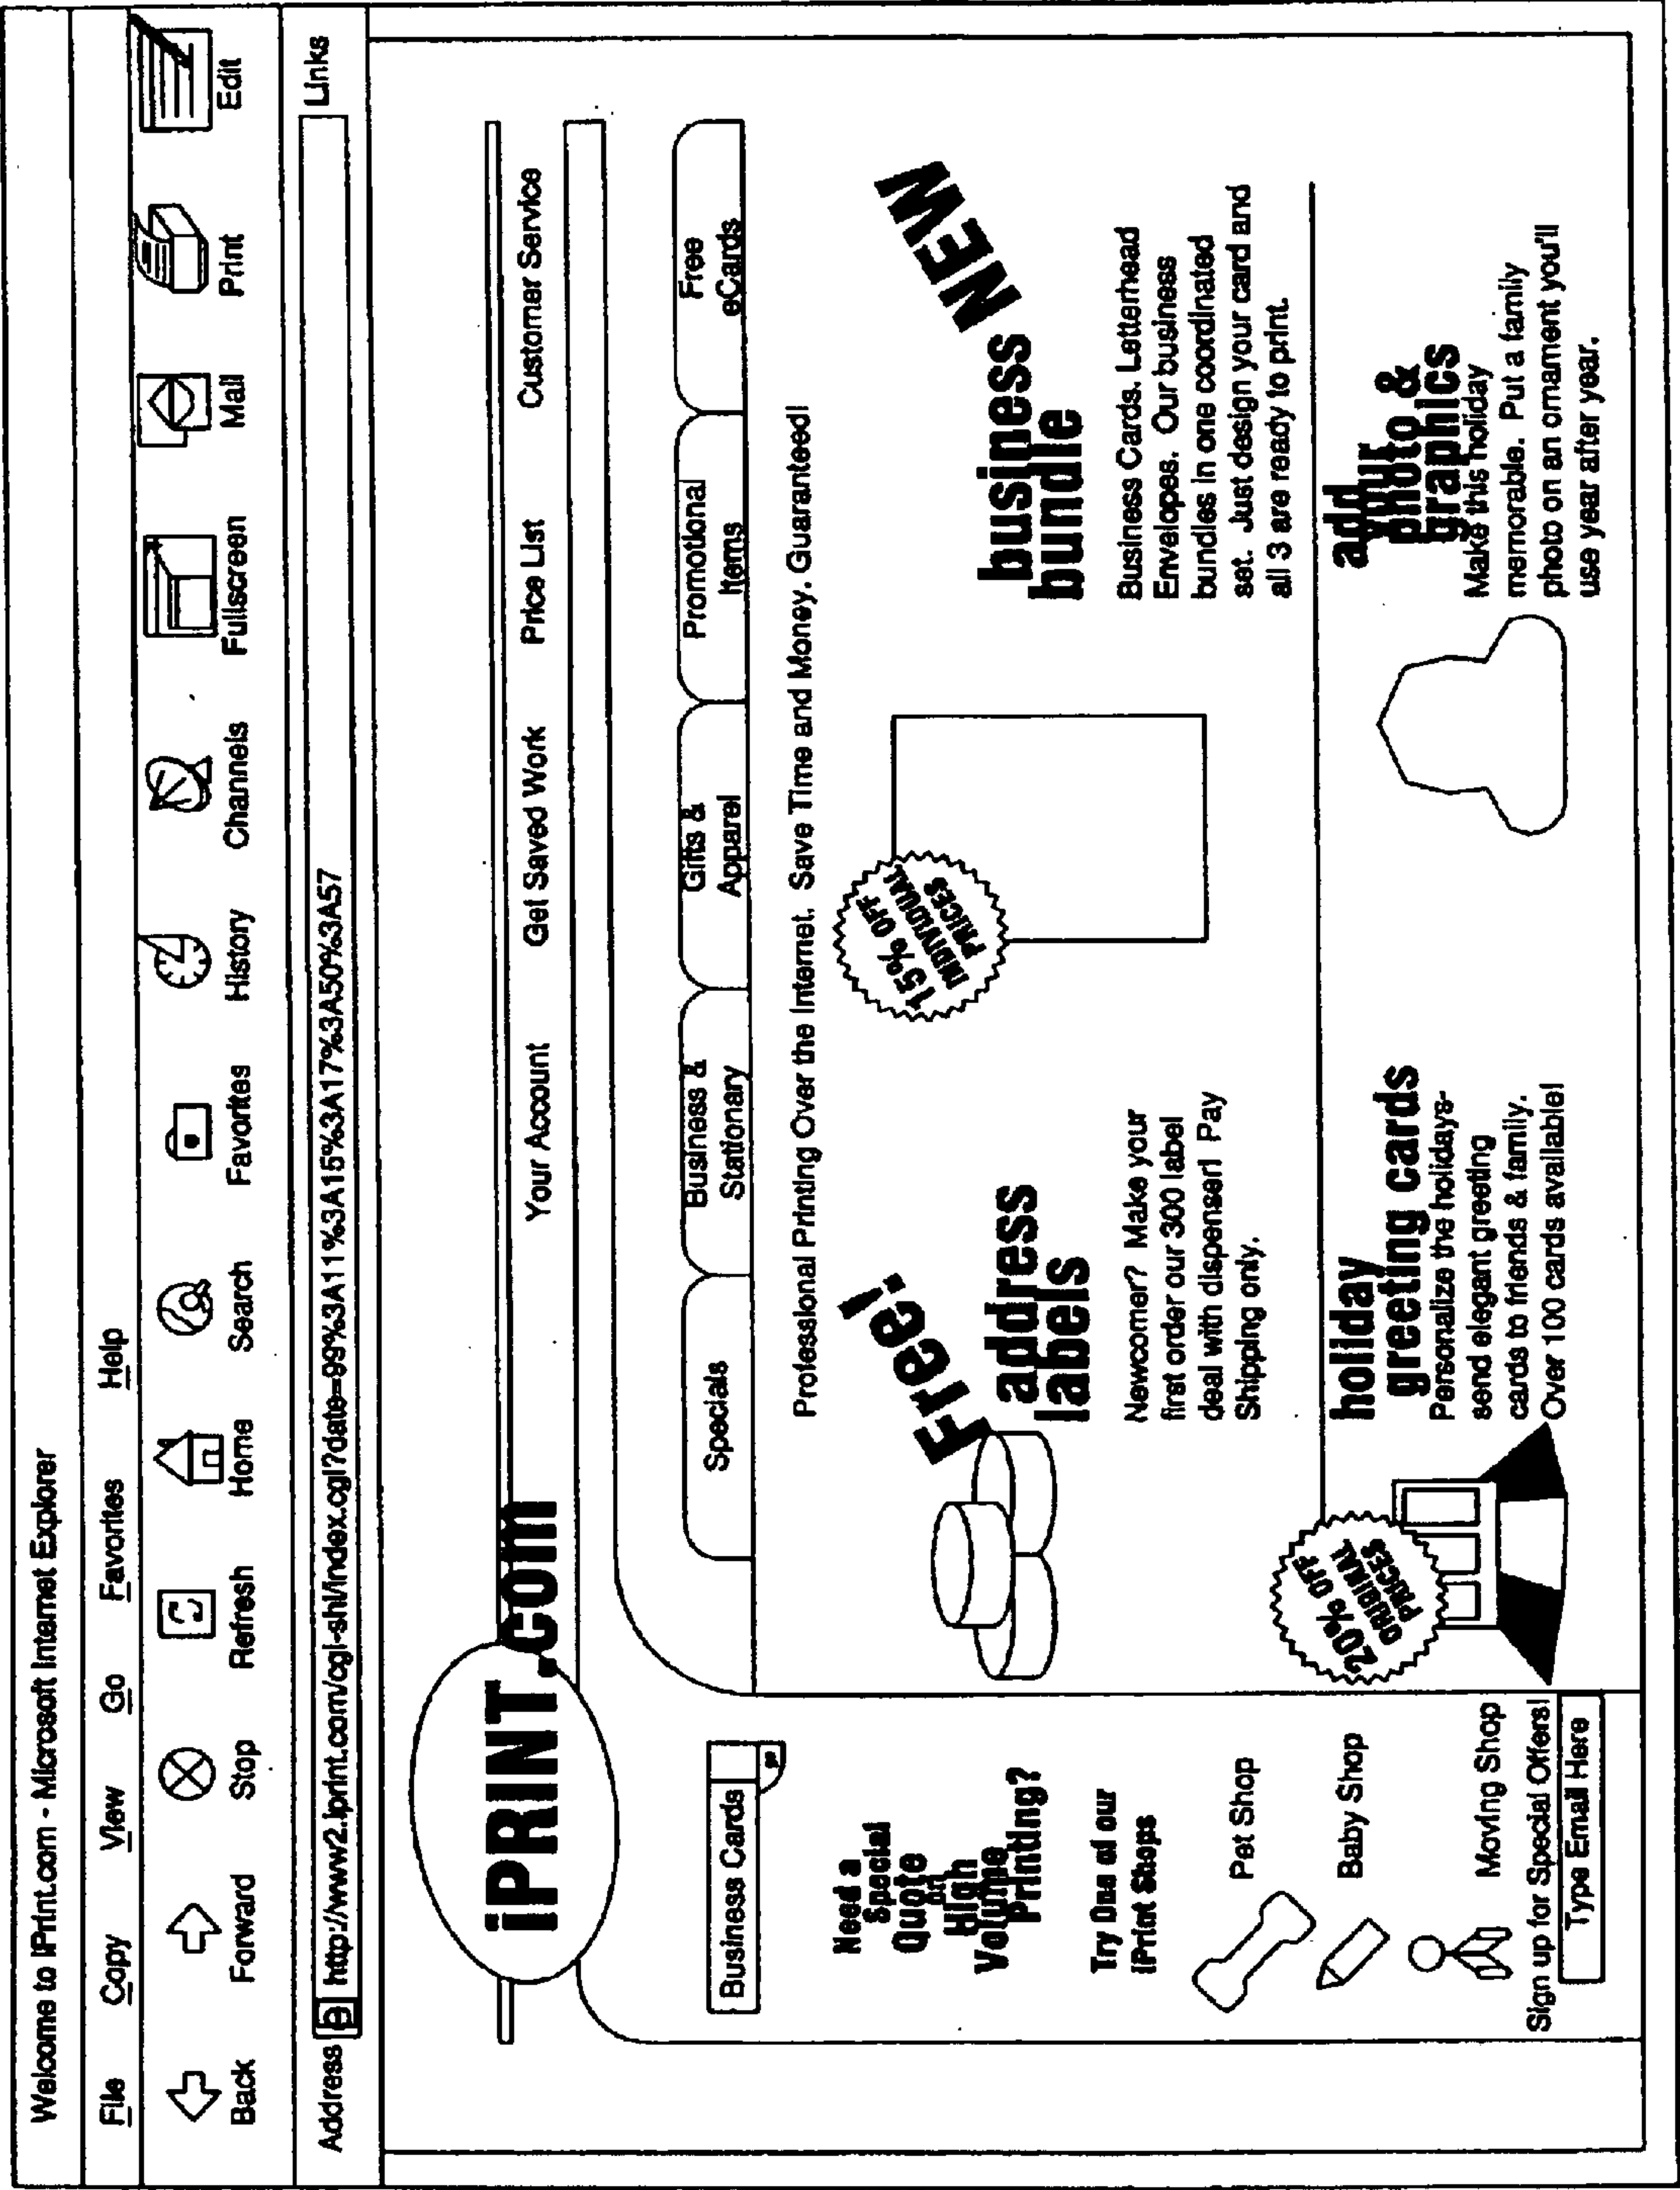 Welcome to iPrint.com - Microsoft Internet Explorer
File Copy View Go Favorites Help
Back Forward Stop Refresh Home Search Favorites History Channels Fullscreen Mail Print Edit
Address e http://www2.iprint.com/cgi-shl/index.cgi?date=99%3A11%3A15%3A17%3A50%3A57 Links
iPRINT.com
Your Account Get Saved Work Price List Customer Service
Specials
Business &
Stationary
Gifts &
Apparel
Promotional
Items
Free
eCards
Professional Printing Over the Internet. Save Time and Money. Guaranteed!
Business Cards
go
Need a
Special
Quote
on
High
Volume
Printing?
Try One of our
iPrint Shops
Pet Shop
Baby Shop
Moving Shop
Sign up for Special Offers!
Type Email Here
Free!
address
labels
Newcomer? Make your
first order our 300 label
deal with dispenser! Pay
Shipping only.
15% OFF
INDIVIDUAL
PRICES
business NEW
bundle
Business Cards. Letterhead
Envelopes. Our business
bundles in one coordinated
set. Just design your card and
all 3 are ready to print.
20% OFF
ORIGINAL
PRICES
holiday
greeting cards
Personalize the holidays-
send elegant greeting
cards to friends & family.
Over 100 cards available!
add
your
photo &
graphics
Make this holiday
memorable. Put a family
photo on an ornament you'll
use year after year.